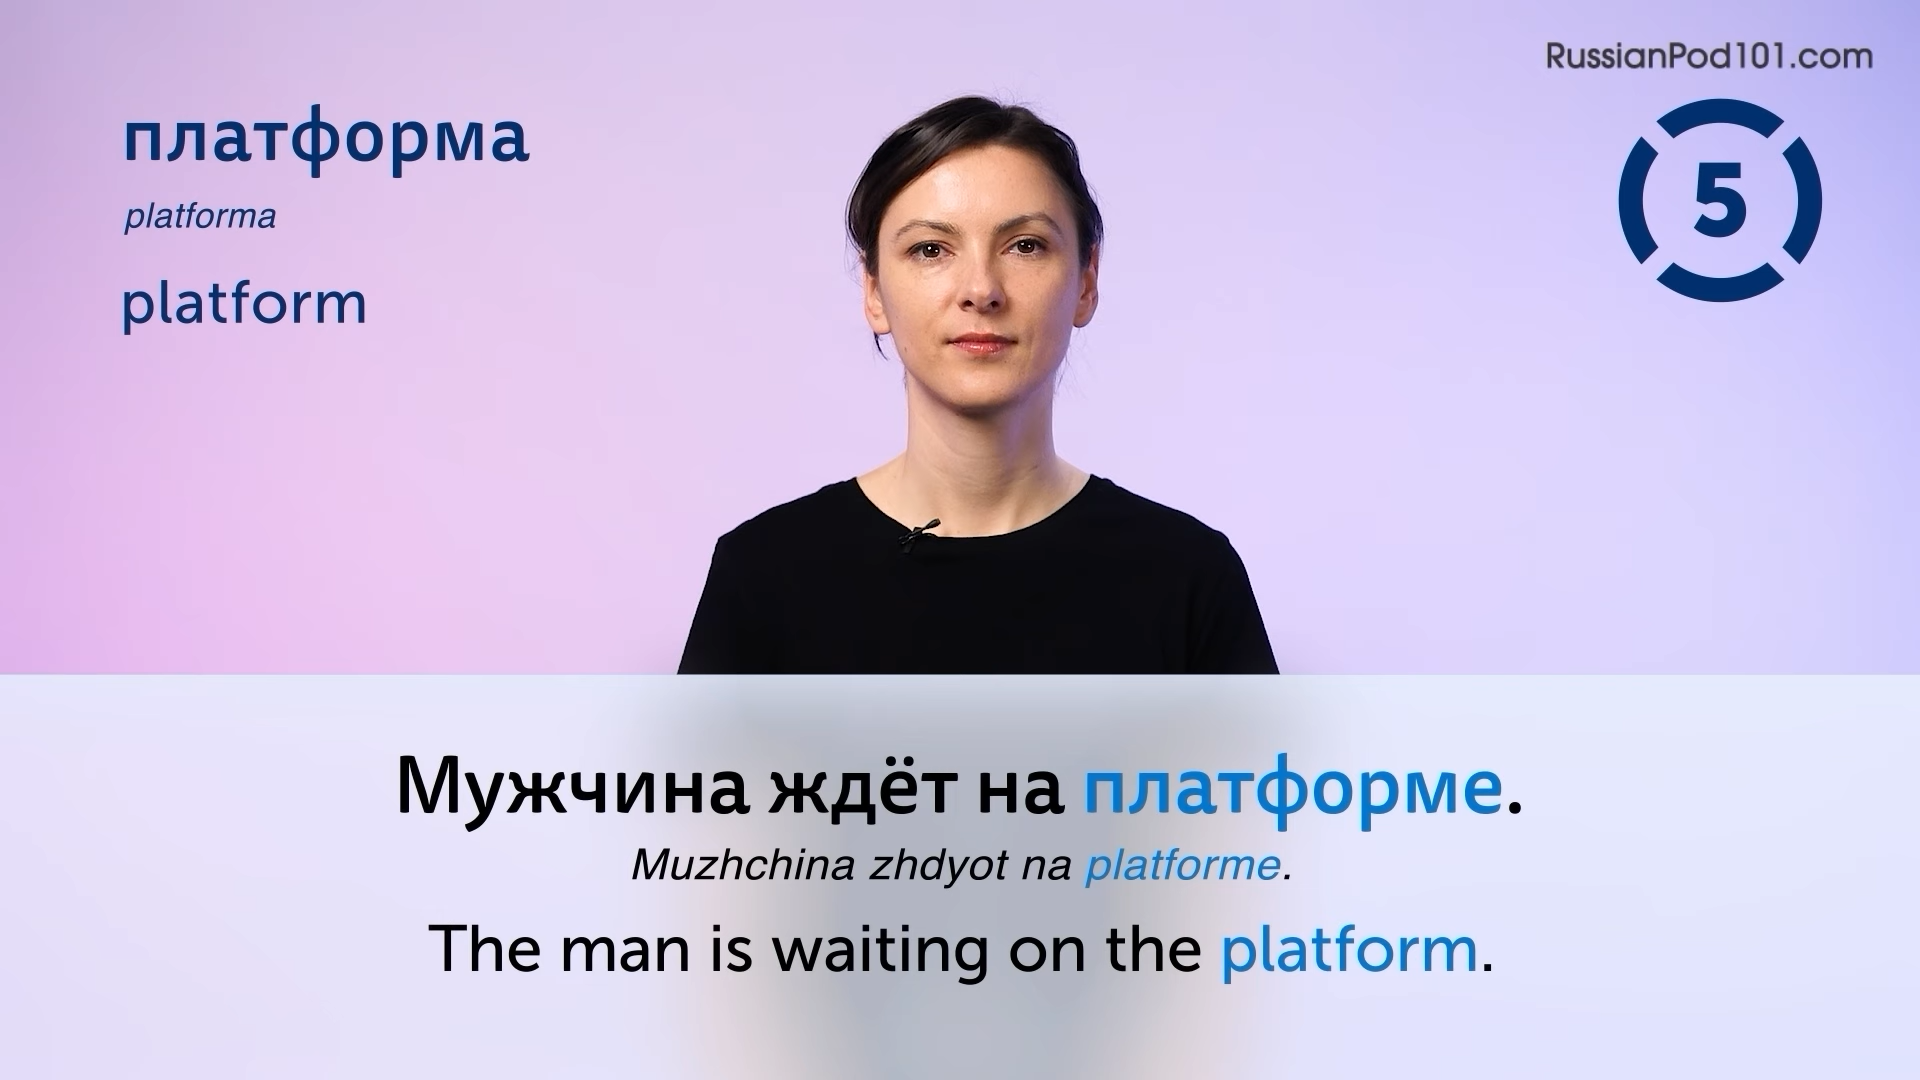 RussianPod101.com
платформа
platforma
platform
5
Мужчина ждёт на платформе.
Muzhchina zhdyot na platforme.
The man is waiting on the platform.